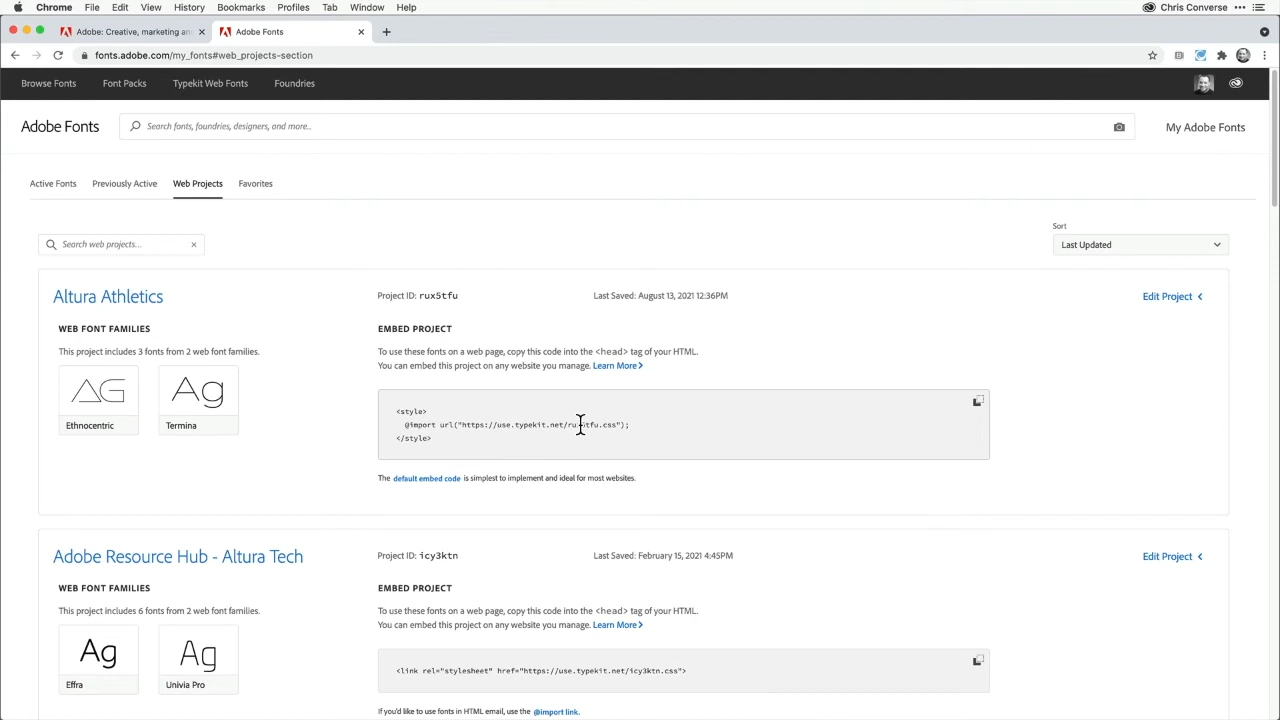 Chrome File Edit View History Bookmarks Profiles Tab Window Help Chris Converse
Adobe: Creative, marketing an Adobe Fonts
fonts.adobe.com/my_fonts#web_projects-section
Browse Fonts Font Packs Typekit Web Fonts Foundries
Adobe Fonts Search fonts, foundries, designers, and more.. My Adobe Fonts
Active Fonts Previously Active Web Projects Favorites
Sort
Search web projects... Last Updated
Altura Athletics Project ID: rux5tfu Last Saved: August 13, 2021 12:36PM Edit Project
WEB FONT FAMILIES EMBED PROJECT
This project includes 3 fonts from 2 web font families. To use these fonts on a web page, copy this code into the <head> tag of your HTML.
You can embed this project on any website you manage. Learn More
AG Ag
<style>
Ethnocentric Termina @import url("https://use.typekit.net/rux5tfu.css");
</style>
The default embed code is simplest to implement and ideal for most websites.
Adobe Resource Hub - Altura Tech Project ID: icy3ktn Last Saved: February 15, 2021 4:45PM Edit Project
WEB FONT FAMILIES EMBED PROJECT
This project includes 6 fonts from 2 web font families. To use these fonts on a web page, copy this code into the <head> tag of your HTML.
You can embed this project on any website you manage. Learn More
Ag Ag
<link rel="stylesheet" href="https://use.typekit.net/icy3ktn.css">
Effra Univia Pro
If you'd like to use fonts in HTML email, use the @import link.